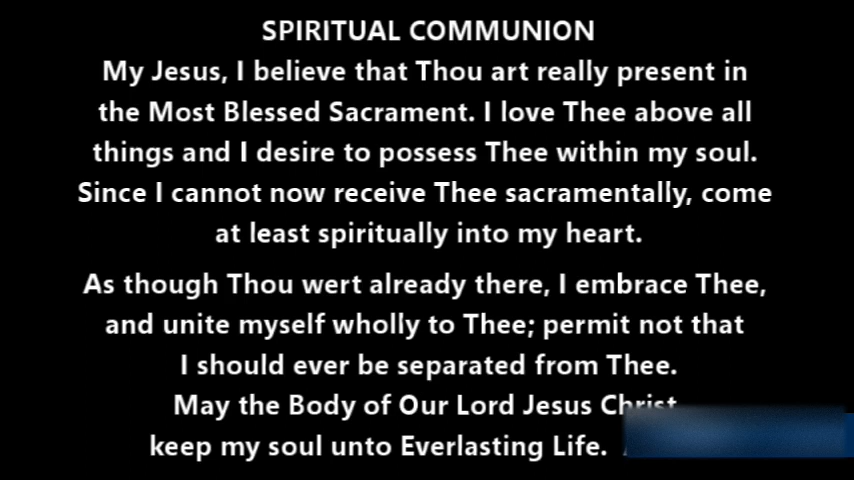 SPIRITUAL COMMUNION
My Jesus, I believe that Thou art really present in
the Most Blessed Sacrament. I love Thee above all
things and I desire to possess Thee within my soul.
Since I cannot now receive Thee sacramentally, come
at least spiritually into my heart.
As though Thou wert already there, I embrace Thee,
and unite myself wholly to Thee; permit not that
I should ever be separated from Thee.
May the Body of Our Lord Jesus Christ
keep my soul unto Everlasting Life.